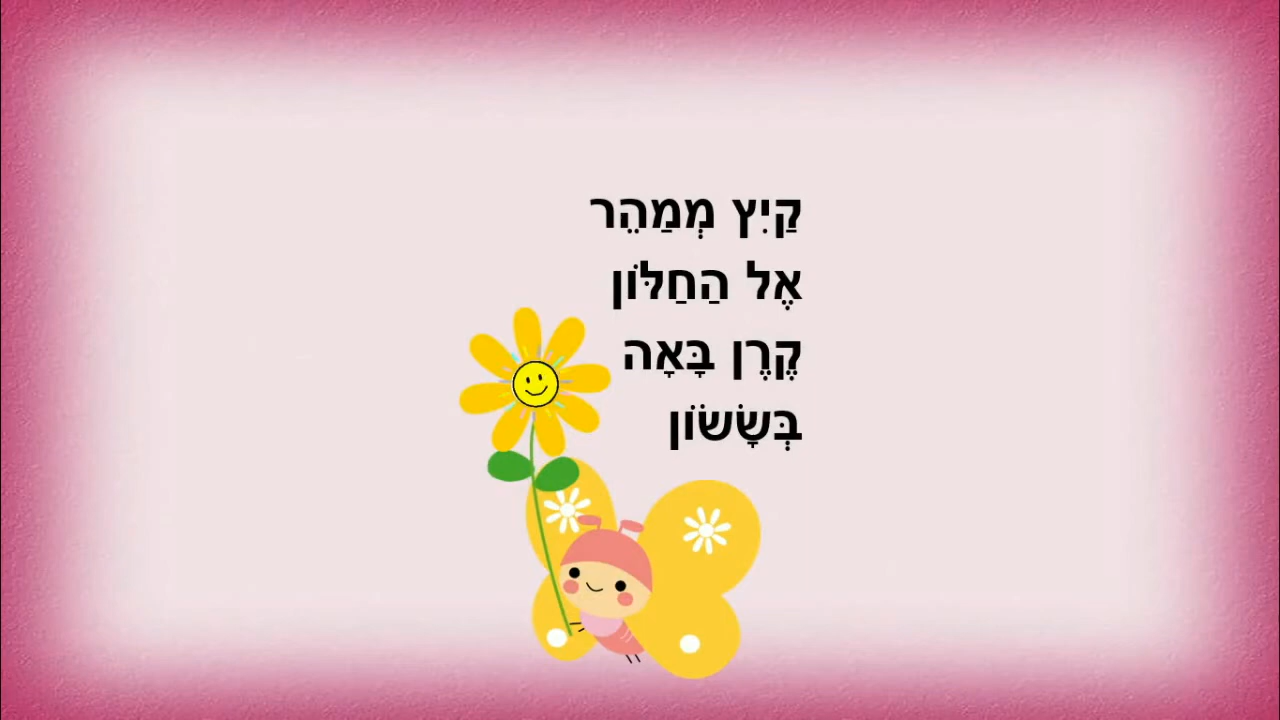 קַיִץ מְמַהֵר
אֶל הַחַלּוֹן
קֶרֶן בָּאָה
בְּשָׂשׂוֹן